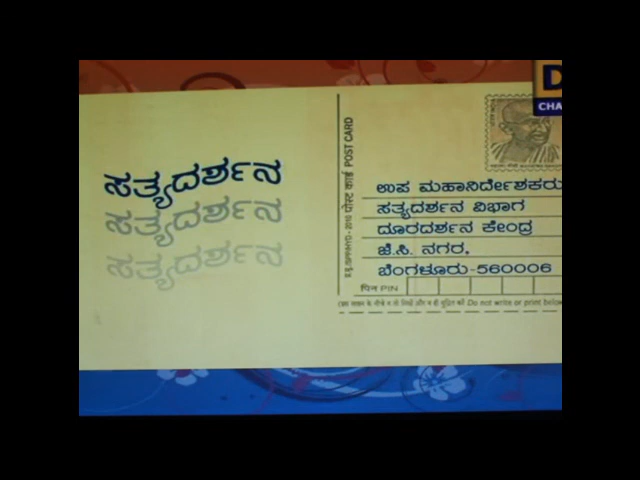 ಸತ್ಯದರ್ಶನ
ಸತ್ಯದರ್ಶನ
ಸತ್ಯದರ್ಶನ
पोस्ट कार्ड POST CARD
ಉಪ ಮಹಾನಿರ್ದೇಶಕರು
ಸತ್ಯದರ್ಶನ ವಿಭಾಗ
ದೂರದರ್ಶನ ಕೇಂದ್ರ
ಜೆ.ಸಿ. ನಗರ,
ಬೆಂಗಳೂರು-560006
पिन PIN
Do not write or print below
D
CHA